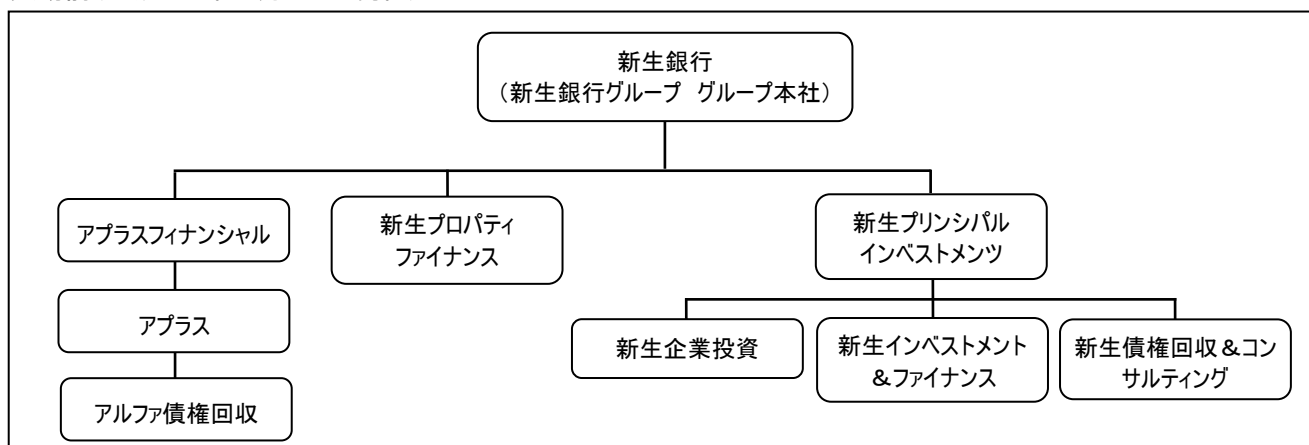 新生銀行
(新生銀行グループ グループ本社)
アプラスフィナンシャル
新生プロパティ
ファイナンス
新生プリンシパル
インベストメンツ
アプラス
新生企業投資
新生インベストメント
&ファイナンス
新生債権回収&コン
サルティング
アルファ債権回収